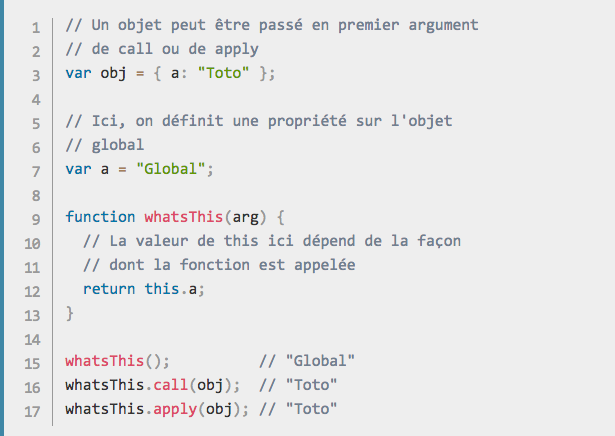 1 // Un objet peut être passé en premier argument
2 // de call ou de apply
3 var obj = { a: "Toto" };
4
5 // Ici, on définit une propriété sur l'objet
6 // global
7 var a = "Global";
8
9 function whatsThis(arg) {
10   // La valeur de this ici dépend de la façon
11   // dont la fonction est appelée
12   return this.a;
13 }
14
15 whatsThis();          // "Global"
16 whatsThis.call(obj);  // "Toto"
17 whatsThis.apply(obj); // "Toto"